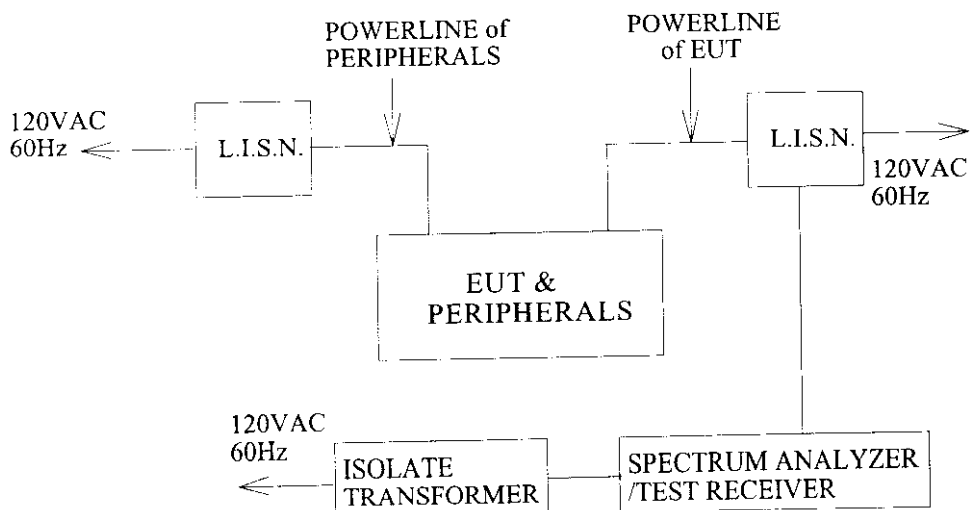 POWERLINE of
PERIPHERALS
POWERLINE
of EUT
120VAC
60Hz
L.I.S.N.
L.I.S.N.
120VAC
60Hz
EUT &
PERIPHERALS
120VAC
60Hz
ISOLATE
TRANSFORMER
SPECTRUM ANALYZER
/TEST RECEIVER